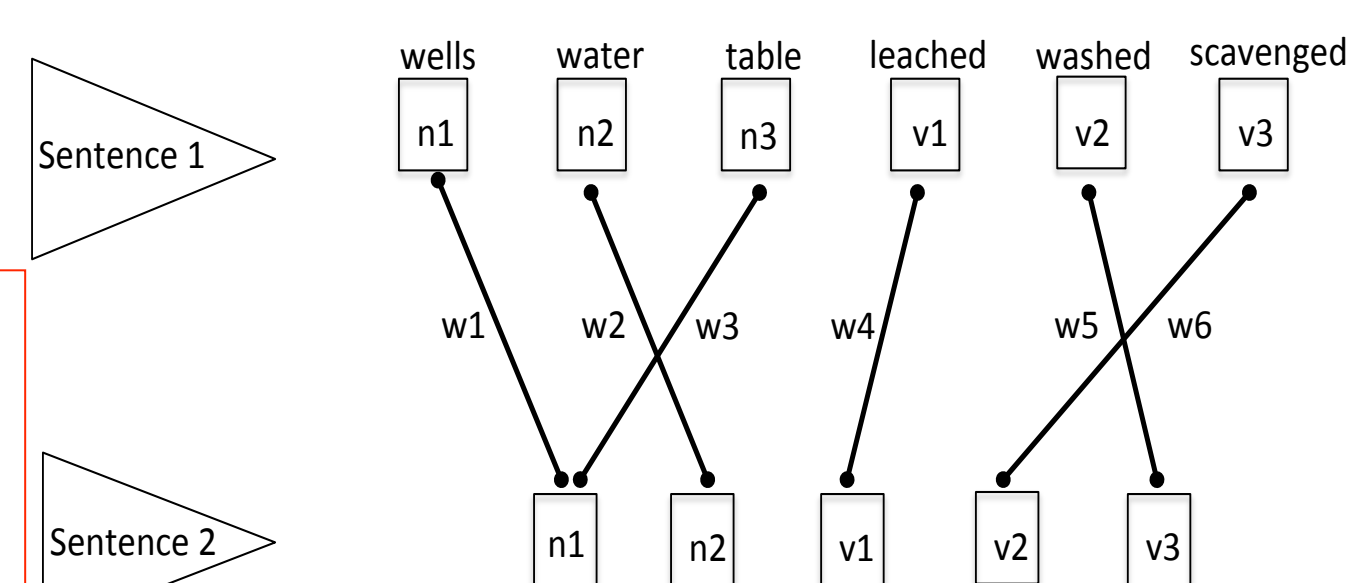 wells water table leached washed scavenged
n1 n2 n3 v1 v2 v3
Sentence 1
w1 w2 w3 w4 w5 w6
Sentence 2
n1 n2 v1 v2 v3